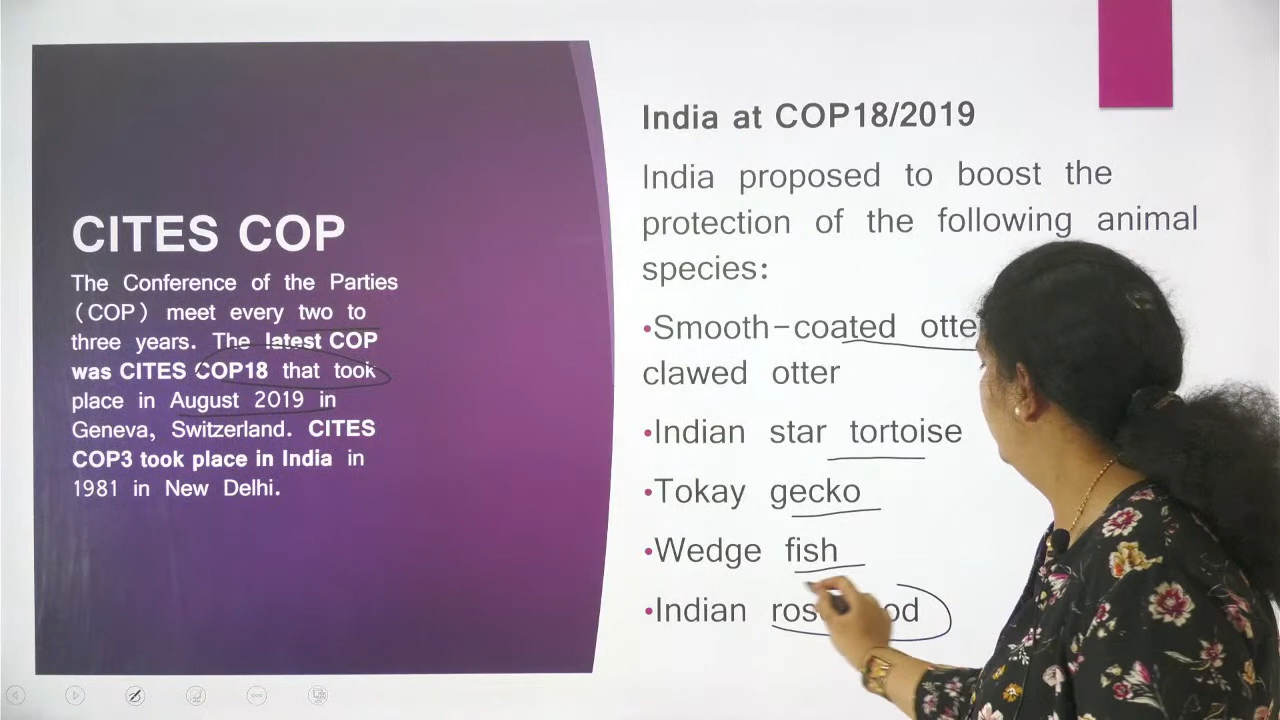 CITES COP
The Conference of the Parties
(COP) meet every two to
three years. The latest COP
was CITES COP18 that took
place in August 2019 in
Geneva, Switzerland. CITES
COP3 took place in India in
1981 in New Delhi.
India at COP18/2019
India proposed to boost the
protection of the following animal
species:
•Smooth-coated
clawed otter
•Indian star tortoise
•Tokay gecko
•Wedge fish
•Indian